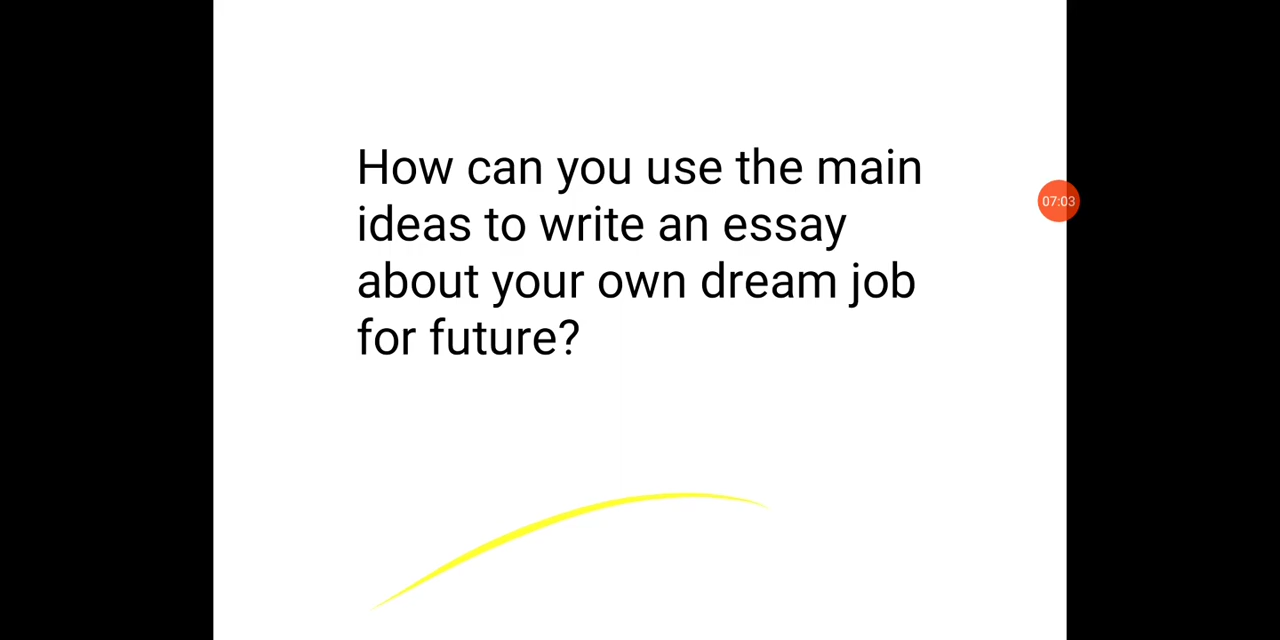 How can you use the main
ideas to write an essay
about your own dream job
for future?
07:03